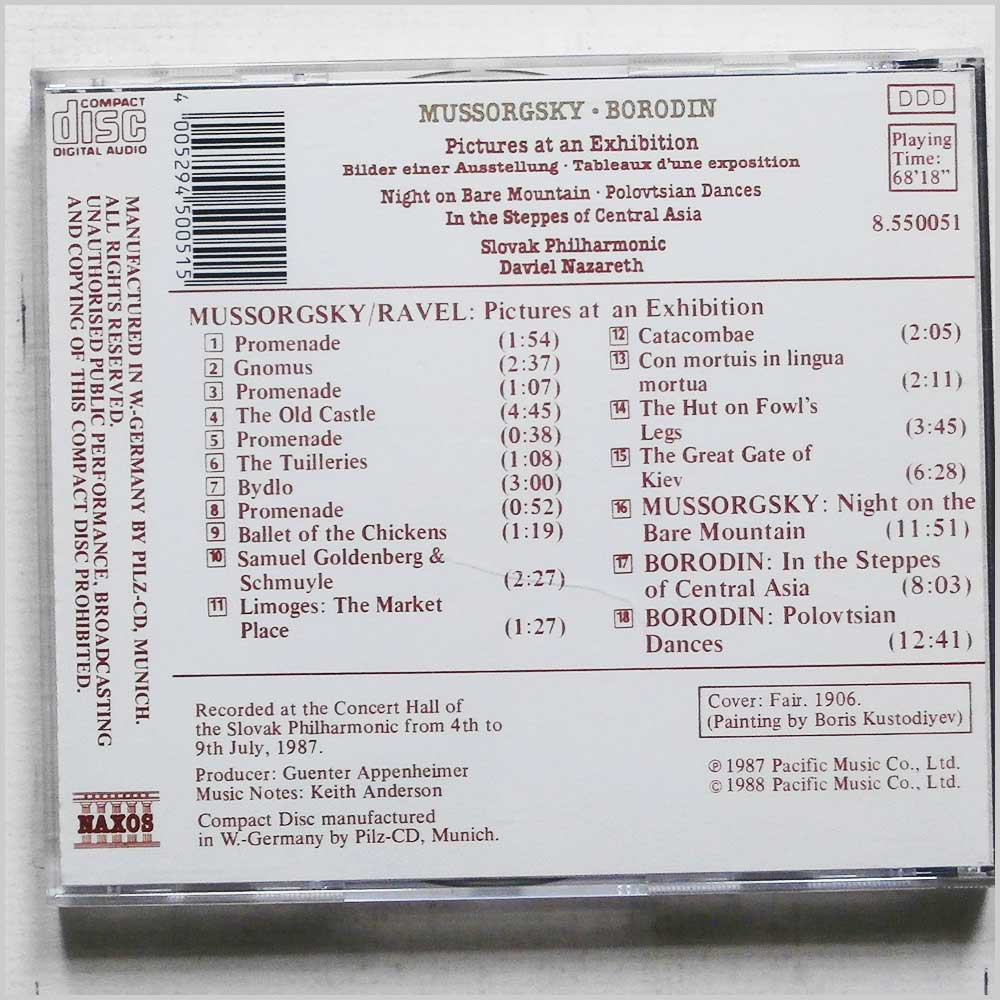 COMPACT
disc
DIGITAL AUDIO
4 005294 500515
MUSSORGSKY · BORODIN
Pictures at an Exhibition
Bilder einer Ausstellung · Tableaux d'une exposition
Night on Bare Mountain · Polovtsian Dances
In the Steppes of Central Asia
Slovak Philharmonic
Daviel Nazareth
DDD
Playing
Time:
68'18"
8.550051
MANUFACTURED IN W.-GERMANY BY PILZ-CD, MUNICH.
ALL RIGHTS RESERVED.
UNAUTHORISED PUBLIC PERFORMANCE, BROADCASTING
AND COPYING OF THIS COMPACT DISC PROHIBITED.
MUSSORGSKY/RAVEL: Pictures at an Exhibition
1 Promenade (1:54)
2 Gnomus (2:37)
3 Promenade (1:07)
4 The Old Castle (4:45)
5 Promenade (0:38)
6 The Tuilleries (1:08)
7 Bydlo (3:00)
8 Promenade (0:52)
9 Ballet of the Chickens (1:19)
10 Samuel Goldenberg &
Schmuyle (2:27)
11 Limoges: The Market
Place (1:27)
12 Catacombae (2:05)
13 Con mortuis in lingua
mortua (2:11)
14 The Hut on Fowl's
Legs (3:45)
15 The Great Gate of
Kiev (6:28)
16 MUSSORGSKY: Night on the
Bare Mountain (11:51)
17 BORODIN: In the Steppes
of Central Asia (8:03)
18 BORODIN: Polovtsian
Dances (12:41)
Recorded at the Concert Hall of
the Slovak Philharmonic from 4th to
9th July, 1987.
Producer: Guenter Appenheimer
Music Notes: Keith Anderson
Compact Disc manufactured
in W.-Germany by Pilz-CD, Munich.
Cover: Fair. 1906.
(Painting by Boris Kustodiyev)
℗ 1987 Pacific Music Co., Ltd.
© 1988 Pacific Music Co., Ltd.
NAXOS